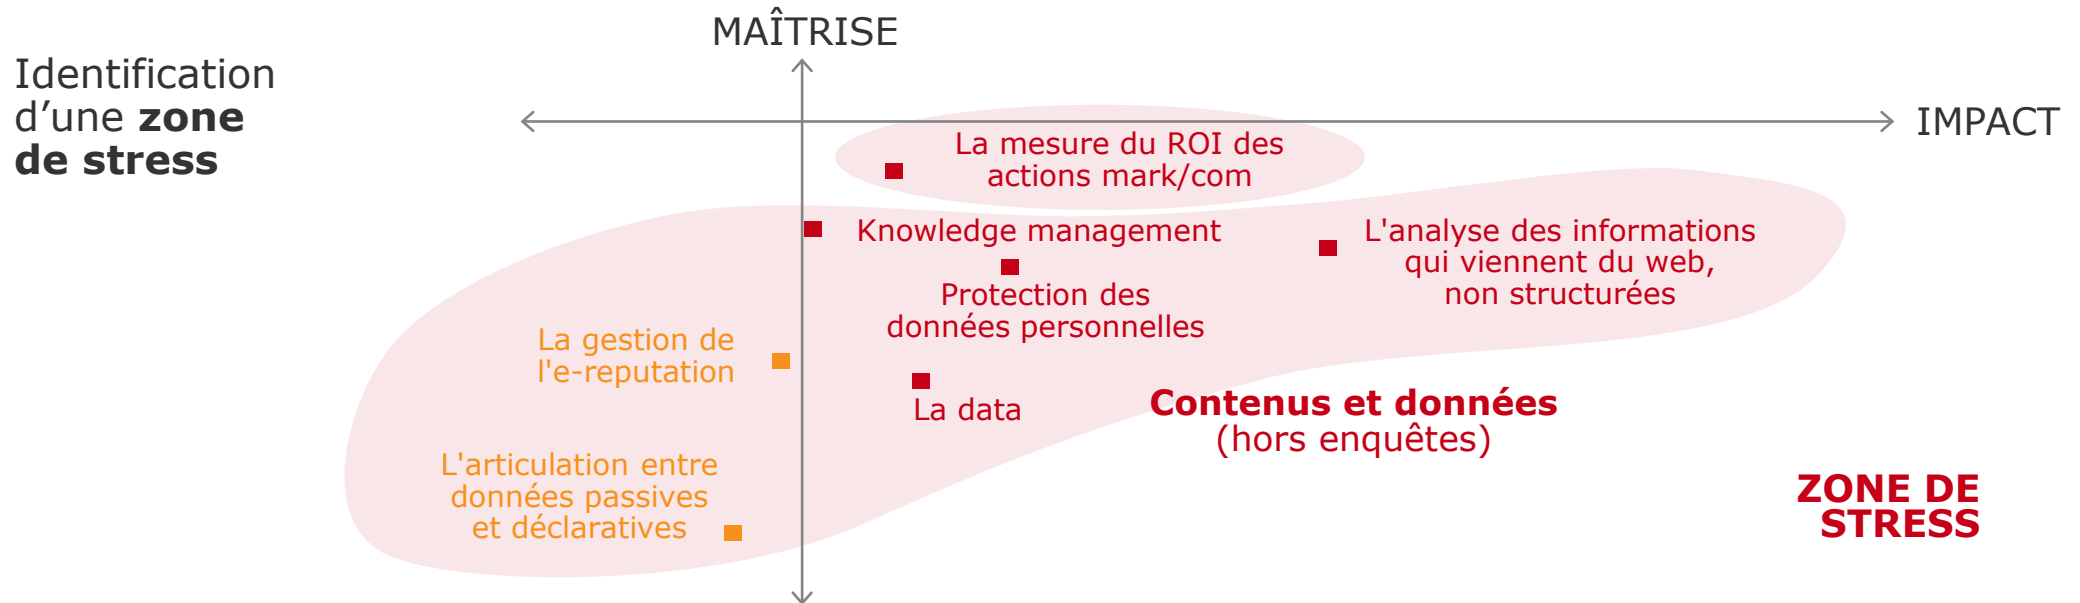 Identification
d’une zone
de stress
MAÎTRISE
IMPACT
La mesure du ROI des
actions mark/com
Knowledge management
L'analyse des informations
qui viennent du web,
non structurées
Protection des
données personnelles
La gestion de
l'e-reputation
La data
Contenus et données
(hors enquêtes)
L'articulation entre
données passives
et déclaratives
ZONE DE
STRESS